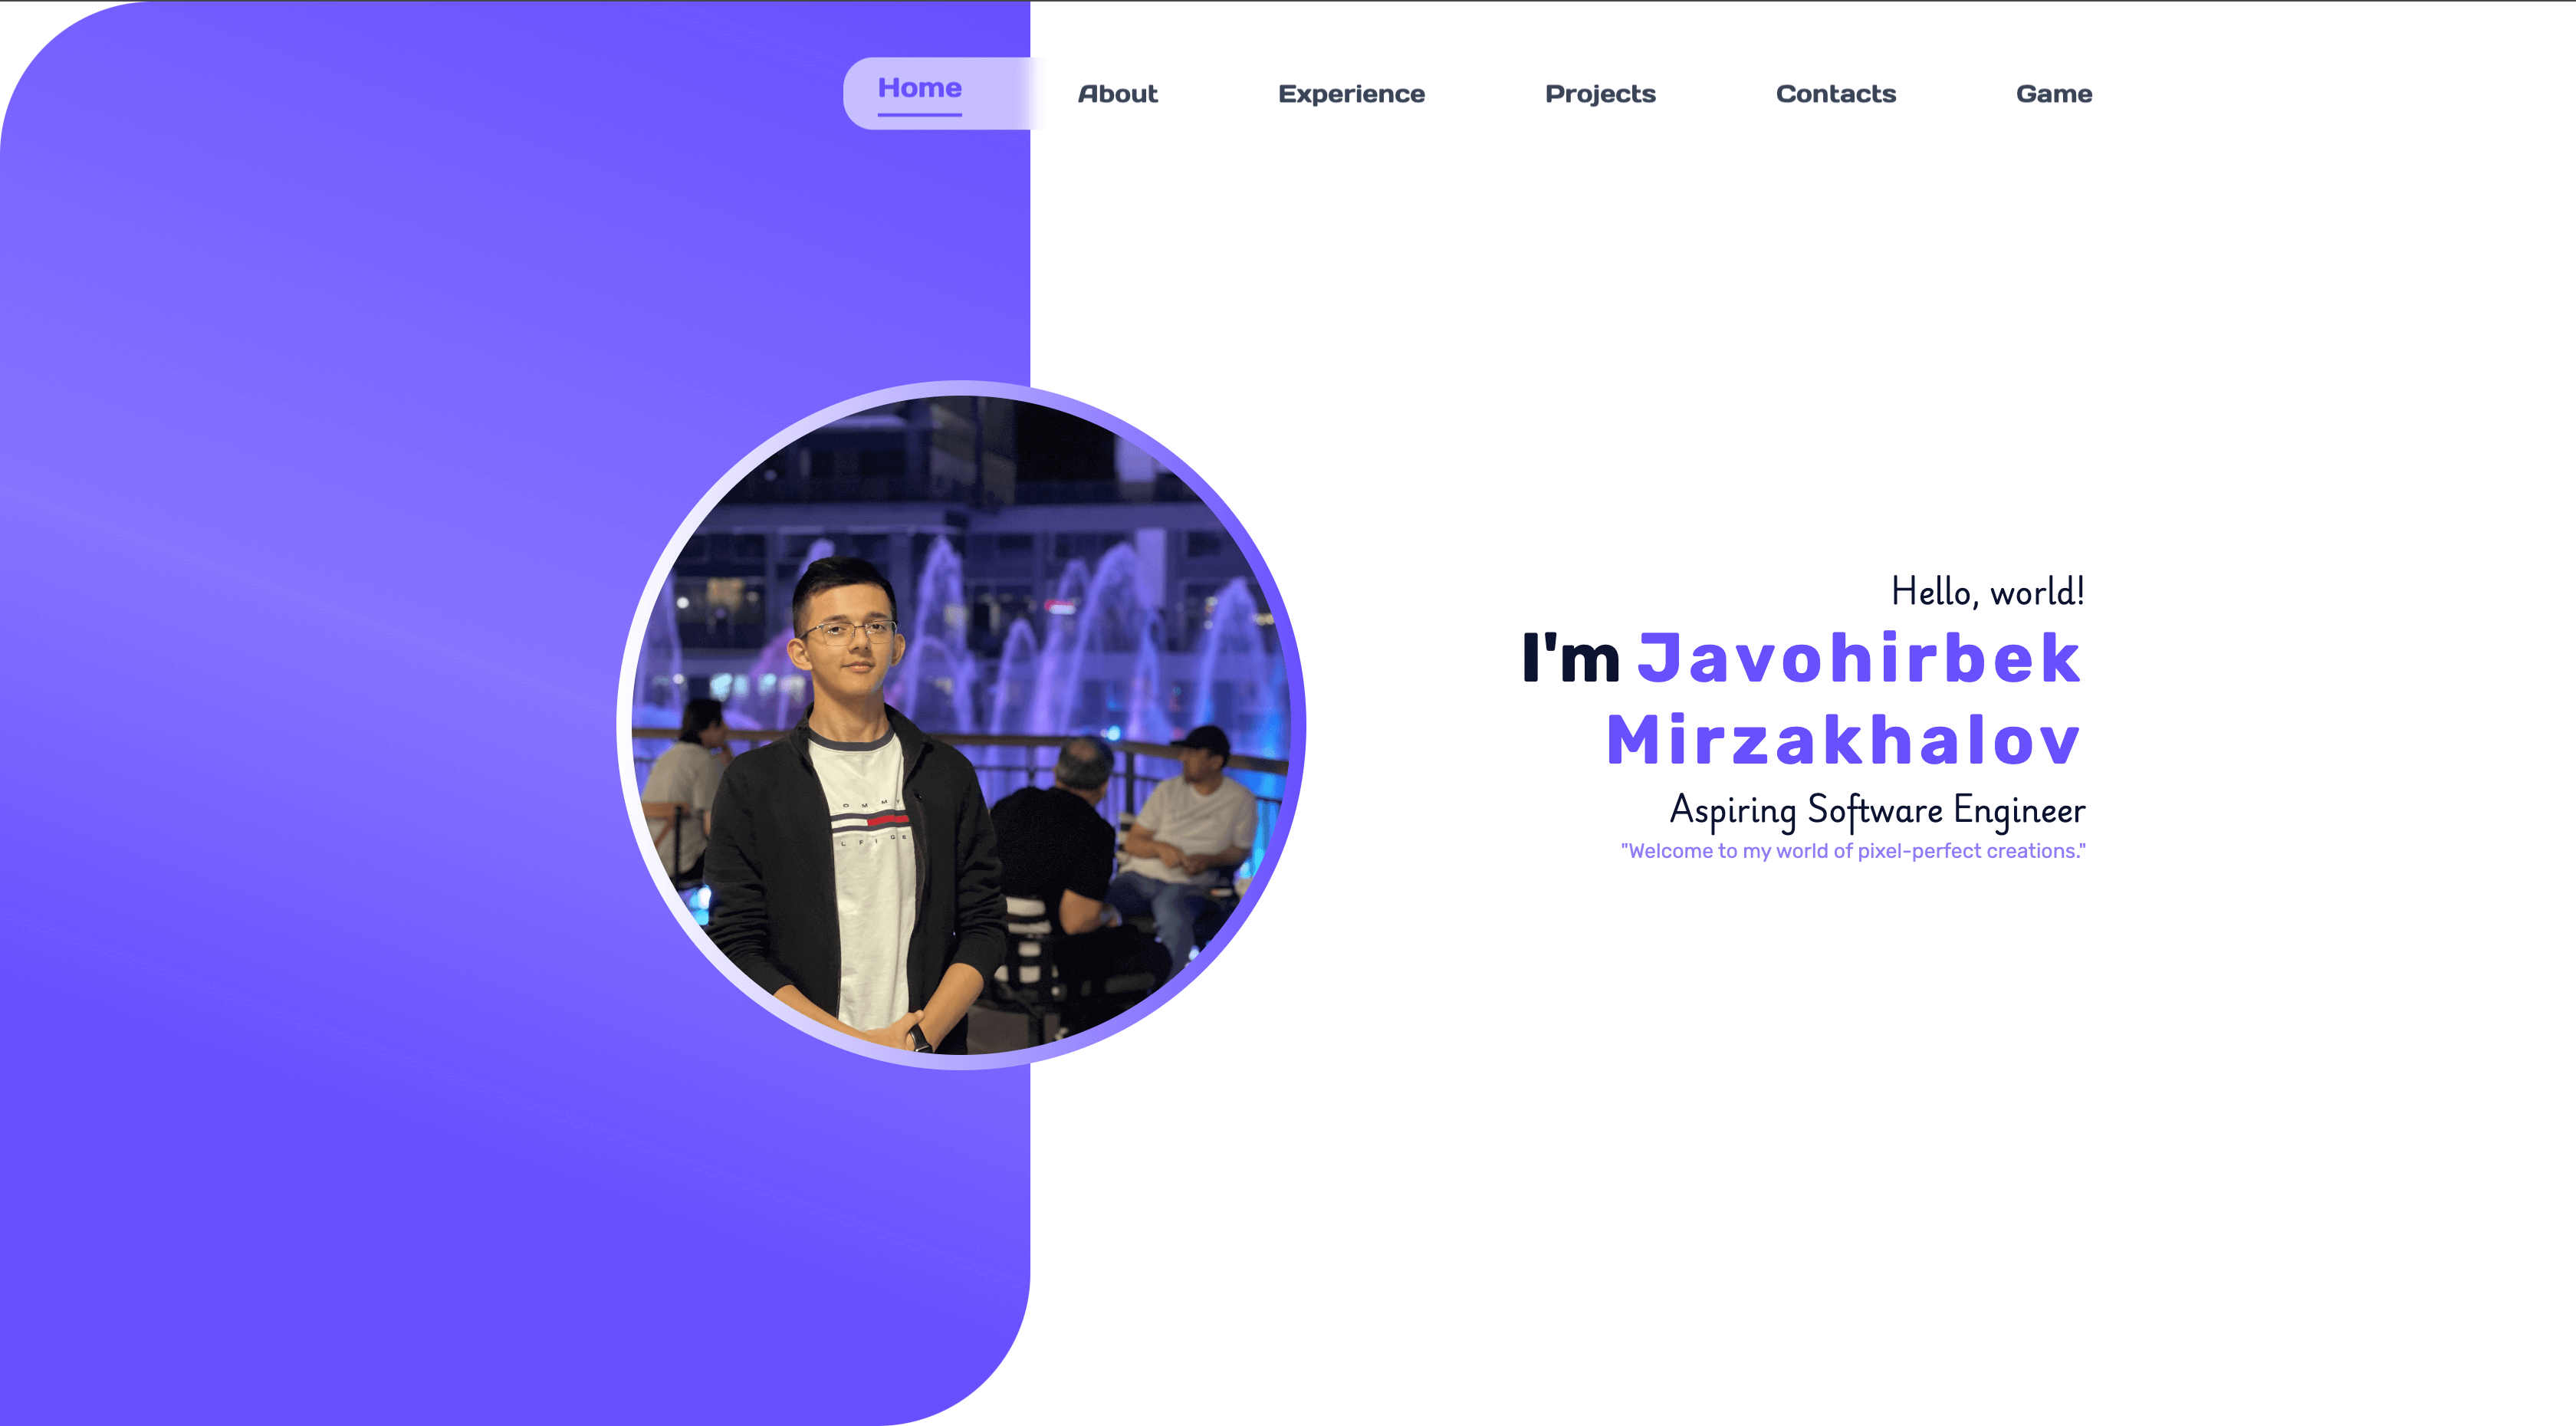 Home About Experience Projects Contacts Game
Hello, world!
I'm Javohirbek
Mirzakhalov
Aspiring Software Engineer
"Welcome to my world of pixel-perfect creations."
O M M Y
L F I G E